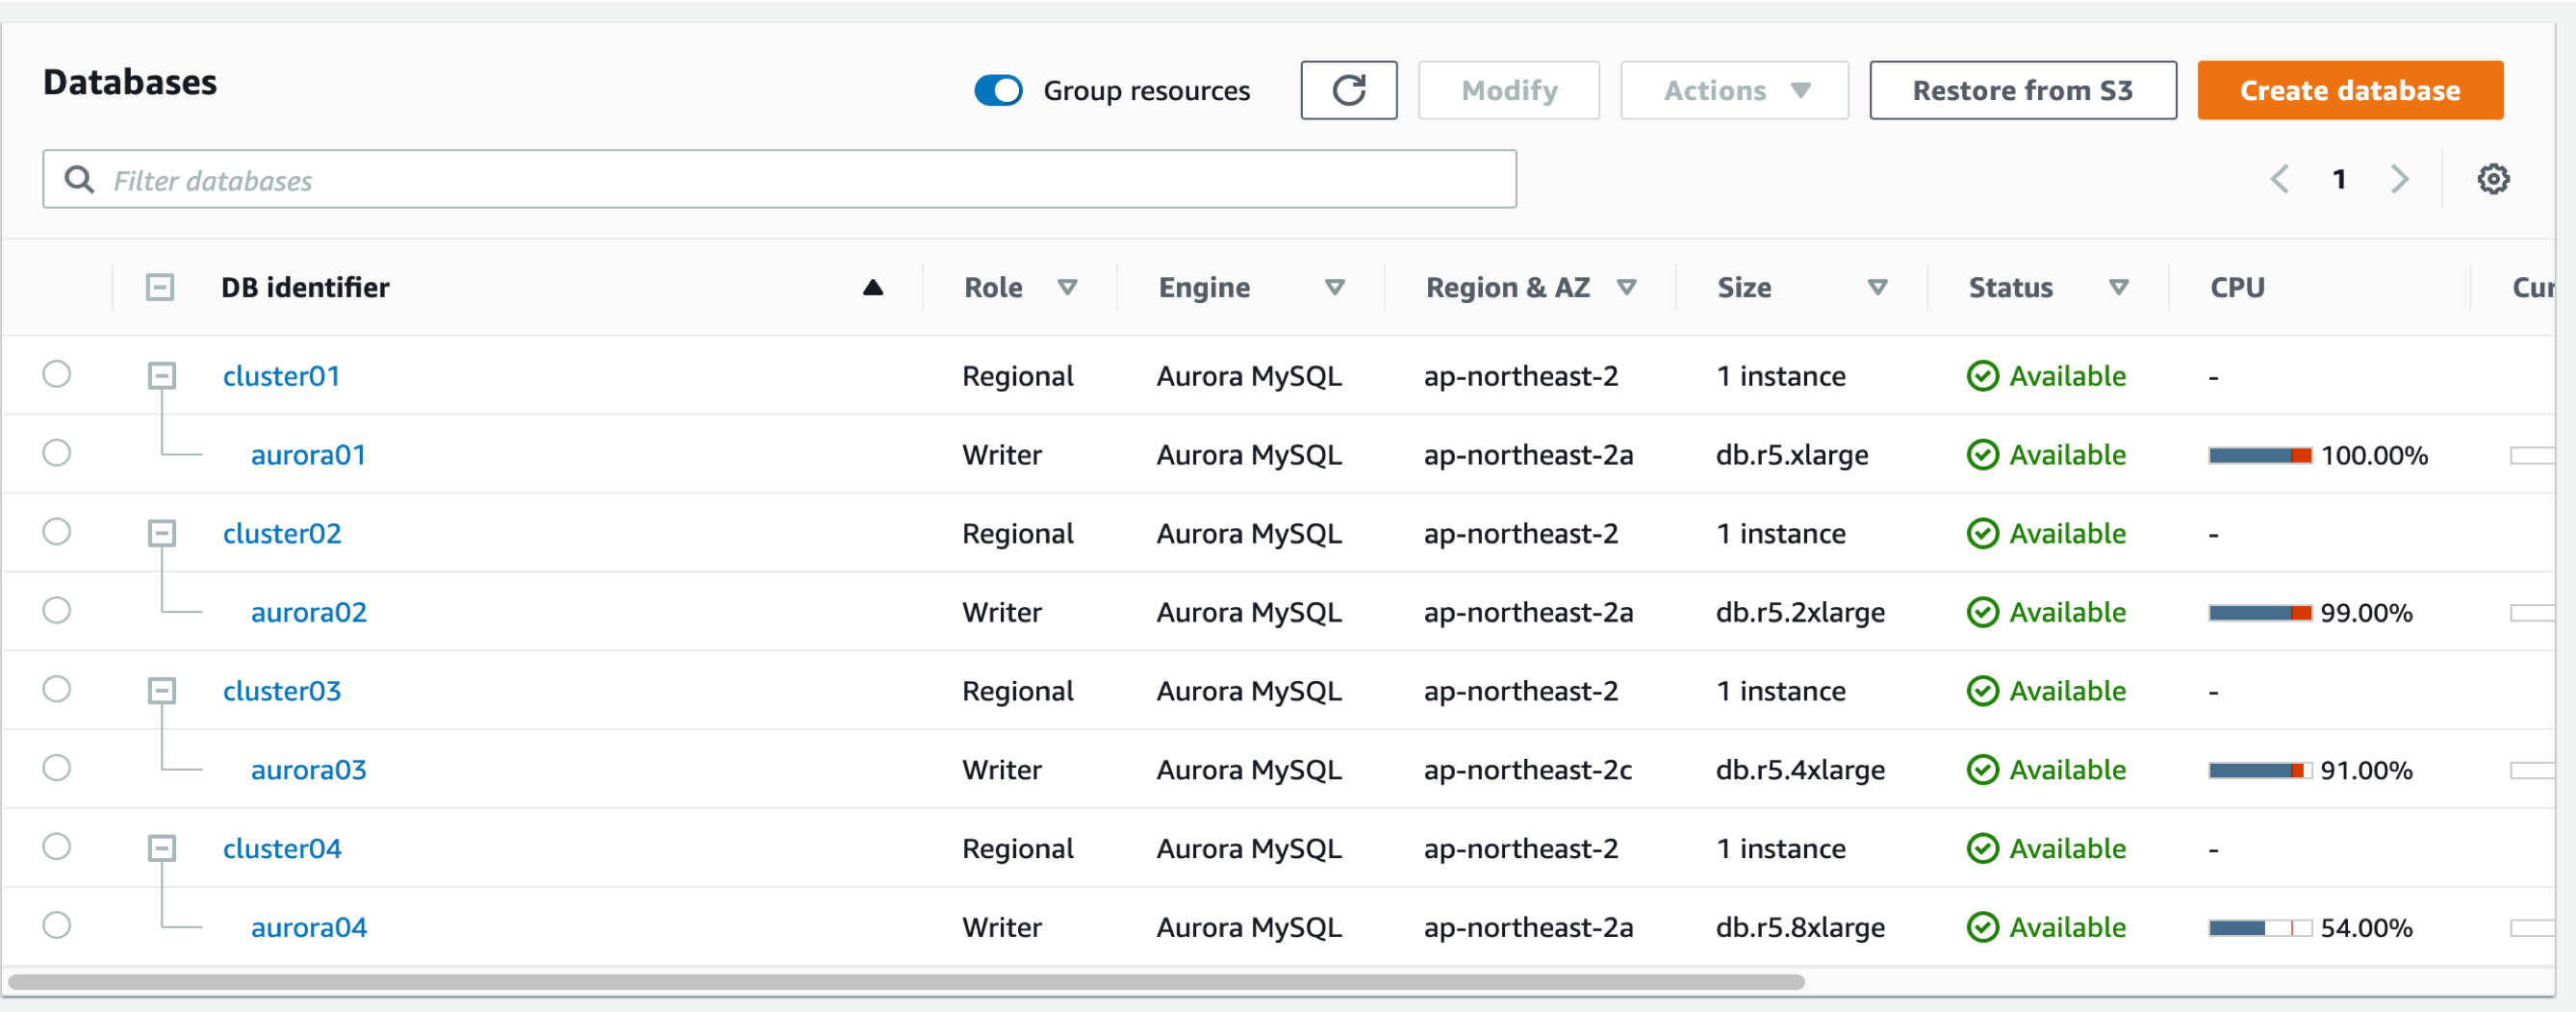 Databases
Group resources
Modify
Actions
Restore from S3
Create database
Filter databases
1
DB identifier Role Engine Region & AZ Size Status CPU Cur
cluster01 Regional Aurora MySQL ap-northeast-2 1 instance Available -
aurora01 Writer Aurora MySQL ap-northeast-2a db.r5.xlarge Available 100.00%
cluster02 Regional Aurora MySQL ap-northeast-2 1 instance Available -
aurora02 Writer Aurora MySQL ap-northeast-2a db.r5.2xlarge Available 99.00%
cluster03 Regional Aurora MySQL ap-northeast-2 1 instance Available -
aurora03 Writer Aurora MySQL ap-northeast-2c db.r5.4xlarge Available 91.00%
cluster04 Regional Aurora MySQL ap-northeast-2 1 instance Available -
aurora04 Writer Aurora MySQL ap-northeast-2a db.r5.8xlarge Available 54.00%